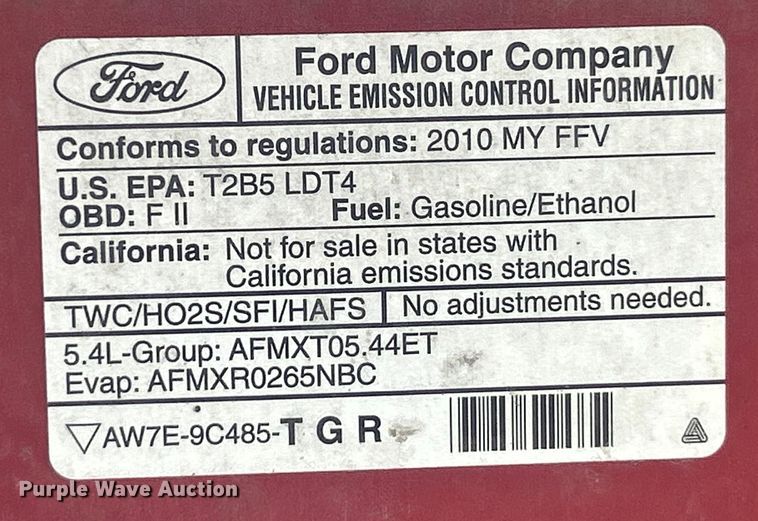 Ford
Ford Motor Company
VEHICLE EMISSION CONTROL INFORMATION
Conforms to regulations: 2010 MY FFV
U.S. EPA: T2B5 LDT4
OBD: F II Fuel: Gasoline/Ethanol
California: Not for sale in states with
California emissions standards.
TWC/HO2S/SFI/HAFS No adjustments needed.
5.4L-Group: AFMXT05.44ET
Evap: AFMXR0265NBC
AW7E-9C485-T G R
Purple Wave Auction